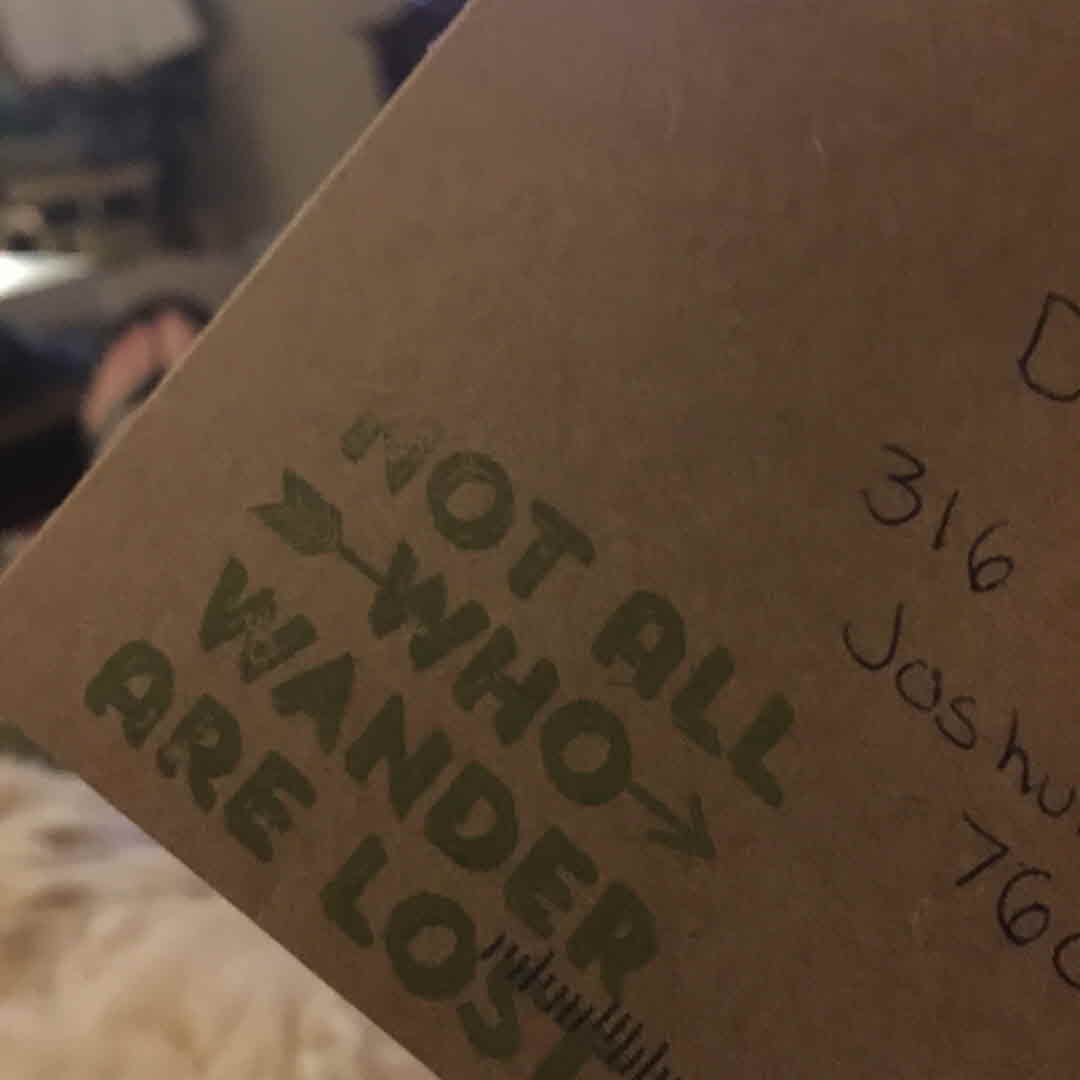 NOT ALL
WHO
WANDER
ARE LOST
D
316
Joshu
760